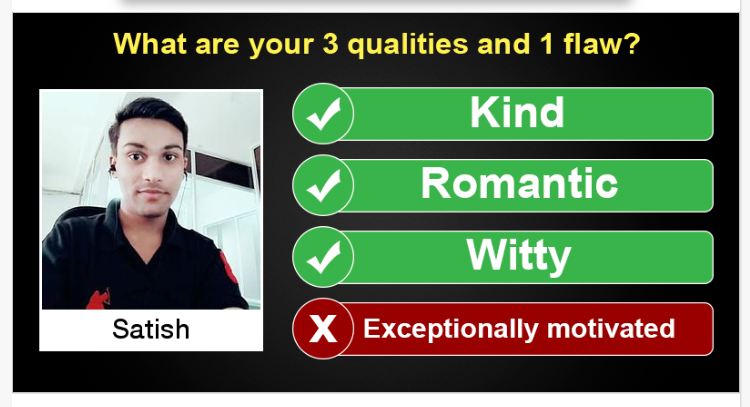 What are your 3 qualities and 1 flaw?
Kind
Romantic
Witty
X Exceptionally motivated
Satish